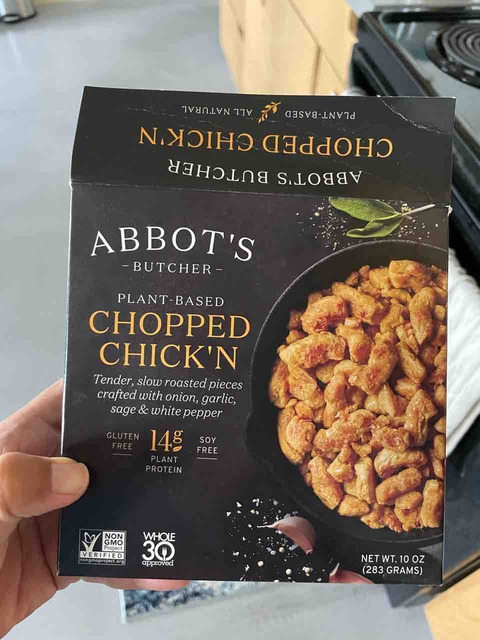 PLANT-BASED ALL NATURAL
CHOPPED CHICK'N
ABBOT'S BUTCHER
ABBOT'S
- BUTCHER -
PLANT-BASED
CHOPPED
CHICK'N
Tender, slow roasted pieces
crafted with onion, garlic,
sage & white pepper
GLUTEN
FREE
14g
PLANT
PROTEIN
SOY
FREE
NON
GMO
Project
VERIFIED
nongmoproject.org
WHOLE
30
approved
NET WT. 10 OZ
(283 GRAMS)